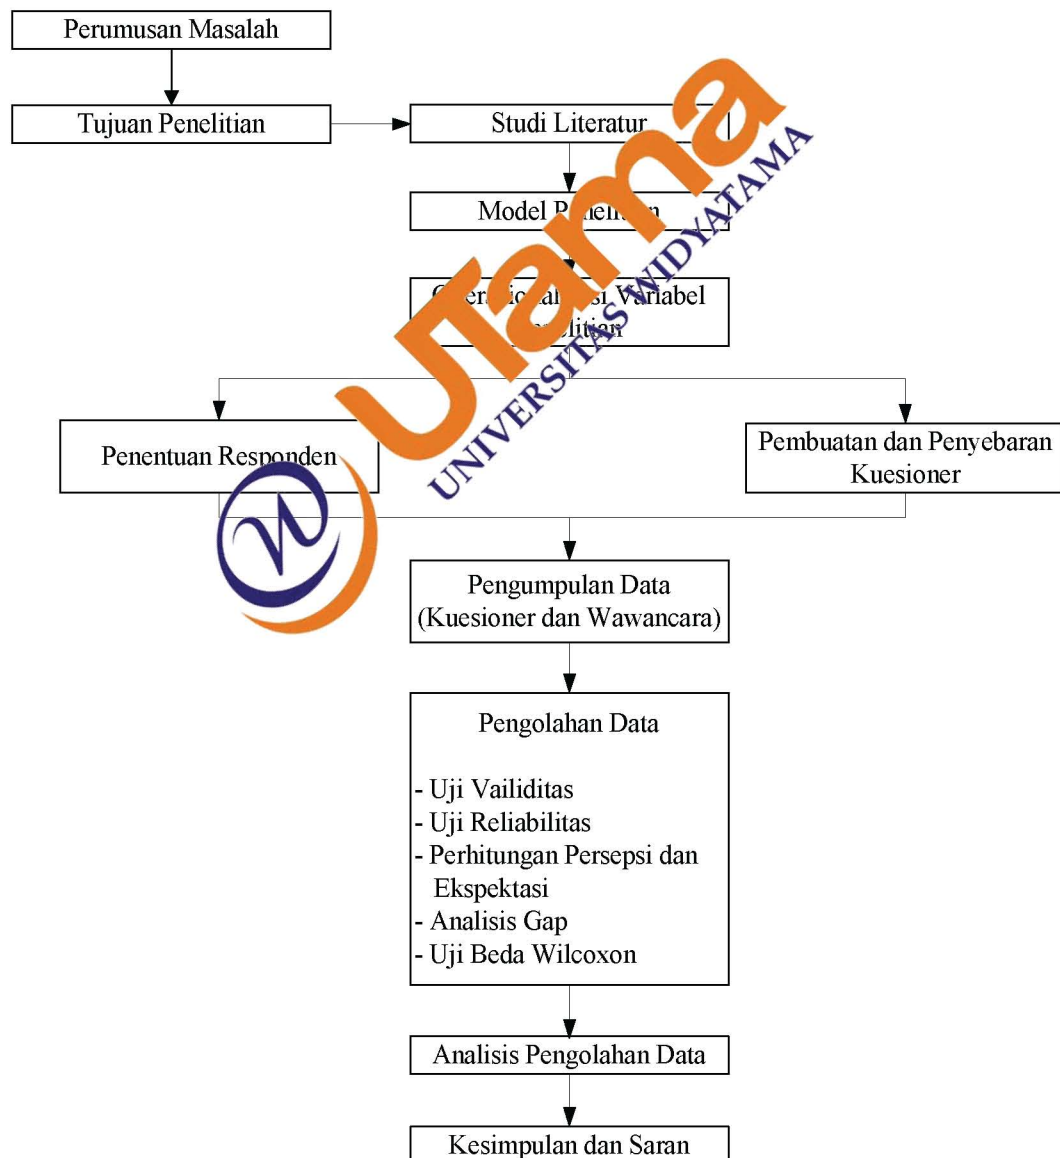 Perumusan Masalah
Tujuan Penelitian
Studi Literatur
Model Penelitian
Variabel
Penelitian
Penentuan Responden
Pembuatan dan Penyebaran
Kuesioner
Pengumpulan Data
(Kuesioner dan Wawancara)
Pengolahan Data
- Uji Vailiditas
- Uji Reliabilitas
- Perhitungan Persepsi dan
Ekspektasi
- Analisis Gap
- Uji Beda Wilcoxon
Analisis Pengolahan Data
Kesimpulan dan Saran
UTama
UNIVERSITAS WIDYATAMA